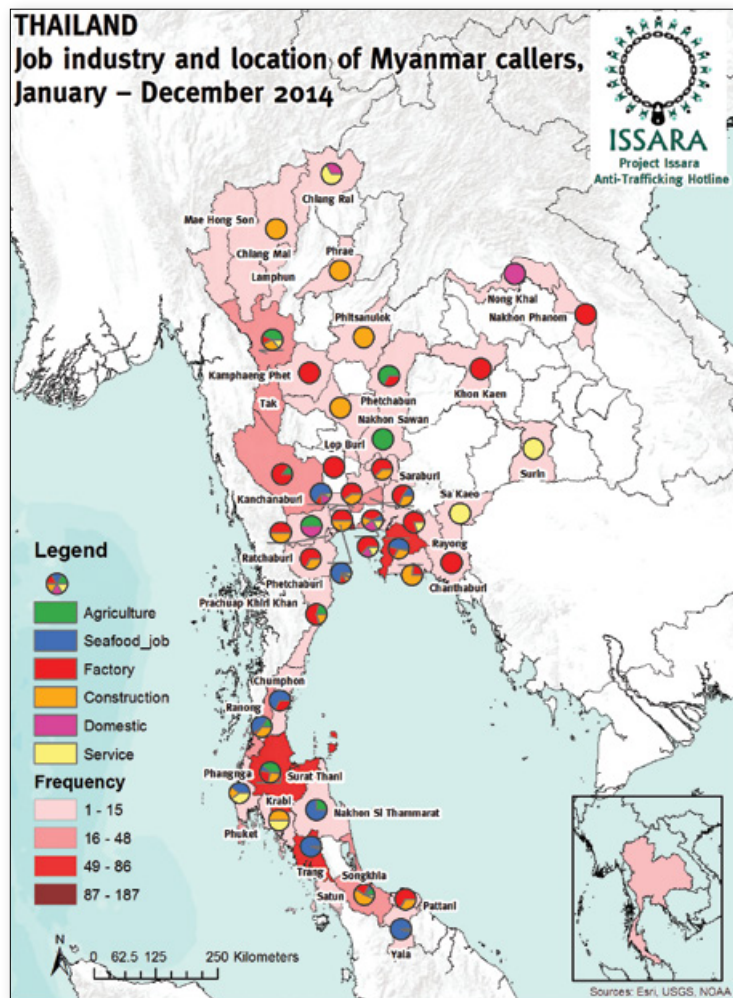 THAILAND
Job industry and location of Myanmar callers,
January – December 2014
ISSARA
Project Issara
Anti-Trafficking Hotline
Chiang Rai
Mae Hong Son
Chiang Mai
Phrae
Lamphun
Nong Khai
Nakhon Phanom
Phitsanulok
Kamphaeng Phet
Phetchabun
Khon Kaen
Tak
Nakhon Sawan
Lop Buri
Surin
Saraburi
Kanchanaburi
Sa Kaeo
Rayong
Ratchaburi
Phetchaburi
Chanthaburi
Prachuap Khiri Khan
Legend
Agriculture
Seafood_job
Factory
Construction
Domestic
Service
Frequency
1 - 15
16 - 48
49 - 86
87 - 187
Chumphon
Ranong
Phangnga
Surat Thani
Krabi
Nakhon Si Thammarat
Phuket
Trang
Songkhla
Satun
Pattani
Yala
N
0 62.5 125 250 Kilometers
Sources: Esri, USGS, NOAA